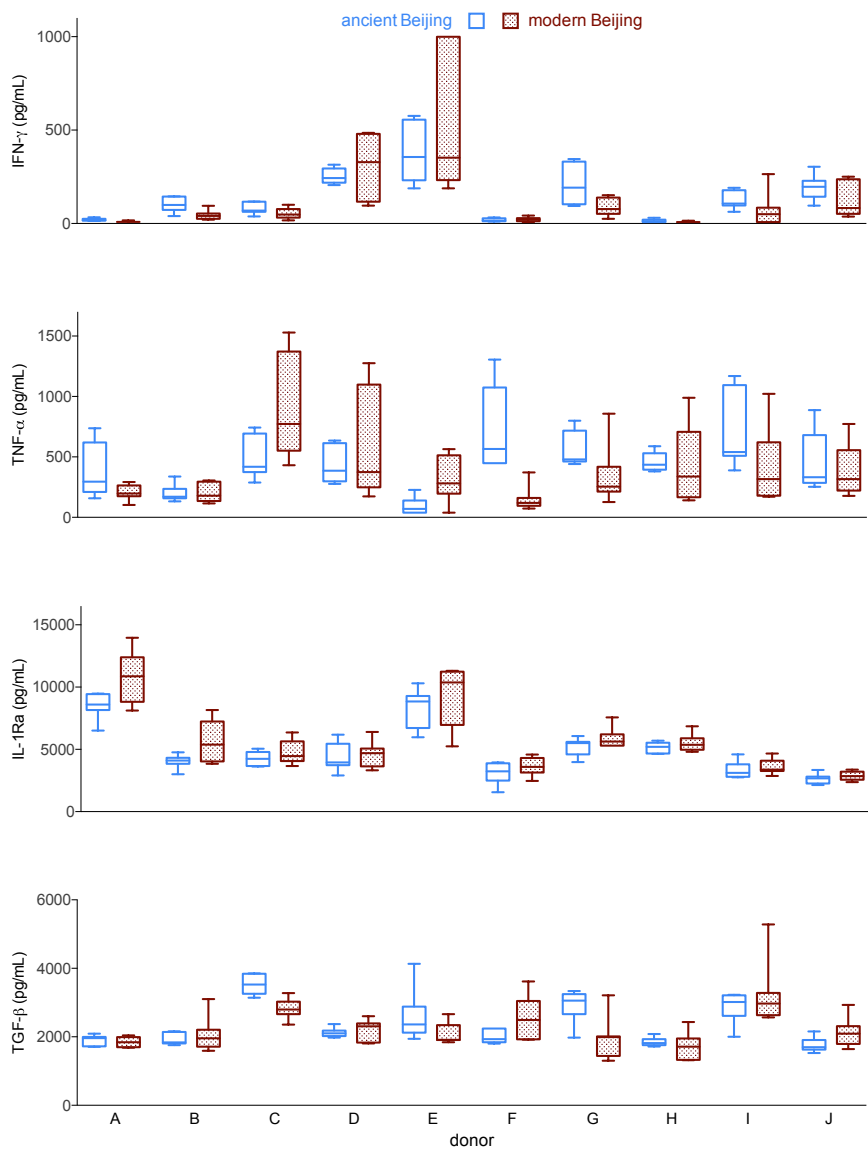 ancient Beijing modern Beijing
IFN-γ (pg/mL)
1000
500
0
TNF-α (pg/mL)
1500
1000
500
0
IL-1Ra (pg/mL)
15000
10000
5000
0
TGF-β (pg/mL)
6000
4000
2000
0
A B C D E F G H I J
donor